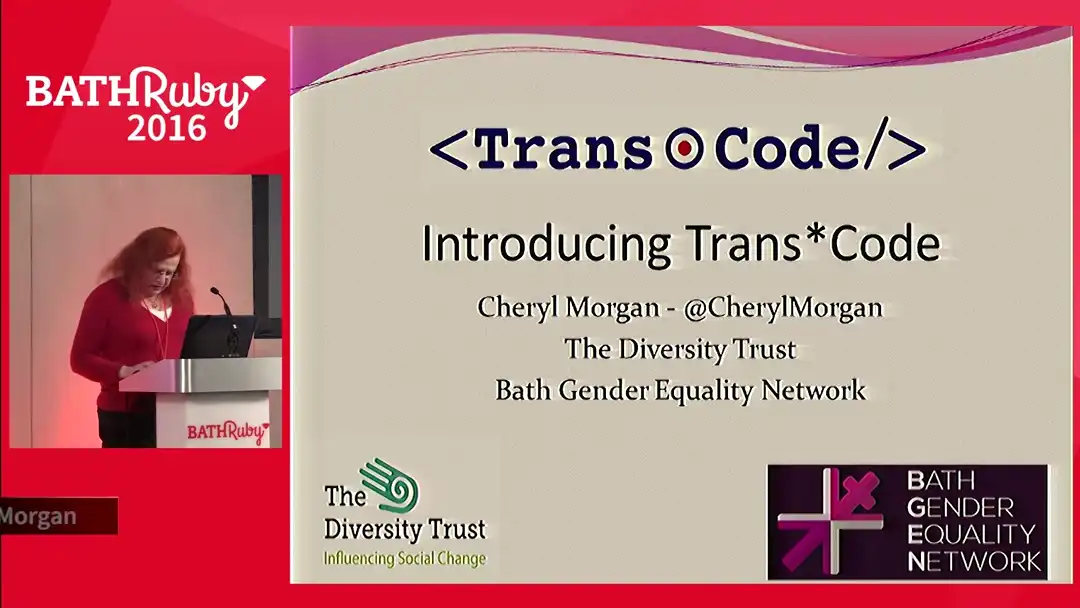 BATHRuby
2016
<Trans Code/>
Introducing Trans*Code
Cheryl Morgan - @CherylMorgan
The Diversity Trust
Bath Gender Equality Network
BATHRuby
Morgan
The
Diversity Trust
Influencing Social Change
BATH
GENDER
EQUALITY
NETWORK